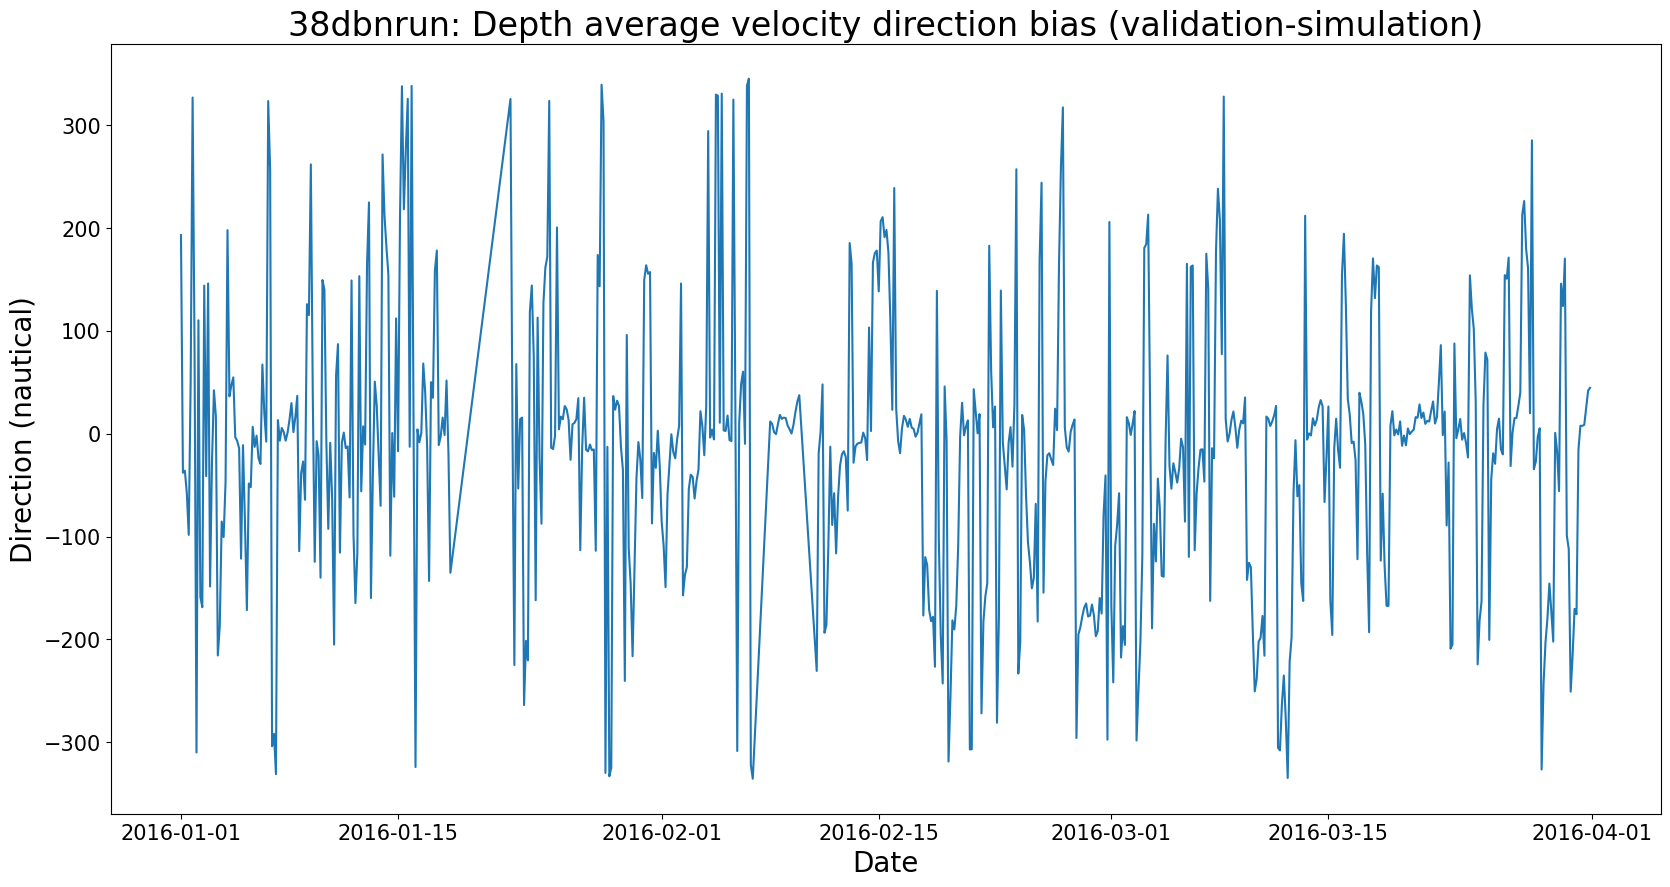 38dbnrun: Depth average velocity direction bias (validation-simulation)
Direction (nautical)
300
200
100
0
−100
−200
−300
2016-01-01 2016-01-15 2016-02-01 2016-02-15 2016-03-01 2016-03-15 2016-04-01
Date